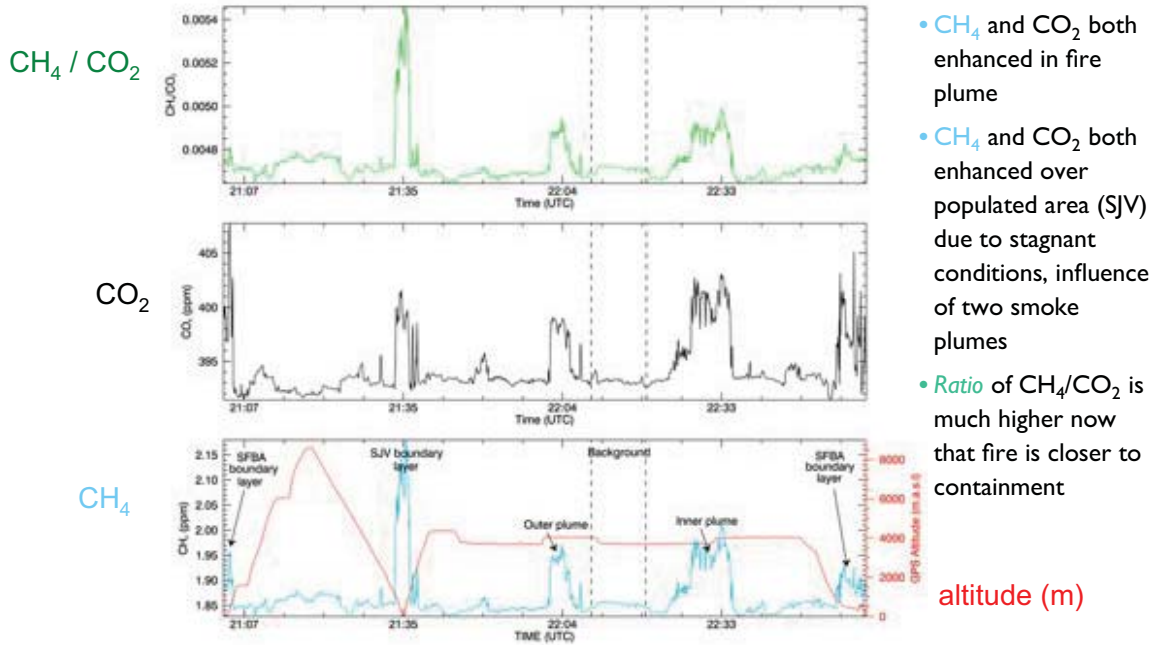 CH₄ / CO₂
CH₄/CO₂
0.0054
0.0052
0.0050
0.0048
21:07
21:35
22:04
22:33
Time (UTC)
CO₂
CO₂ (ppm)
405
400
395
21:07
21:35
22:04
22:33
Time (UTC)
CH₄
CH₄ (ppm)
2.15
2.10
2.05
2.00
1.95
1.90
1.85
SFBA
boundary
layer
SJV boundary
layer
Background
SFBA
boundary
layer
Outer plume
Inner plume
8000
6000
4000
2000
0
GPS Altitude (m a.s.l)
21:07
21:35
22:04
22:33
TIME (UTC)
• CH₄ and CO₂ both
enhanced in fire
plume
• CH₄ and CO₂ both
enhanced over
populated area (SJV)
due to stagnant
conditions, influence
of two smoke
plumes
• Ratio of CH₄/CO₂ is
much higher now
that fire is closer to
containment
altitude (m)